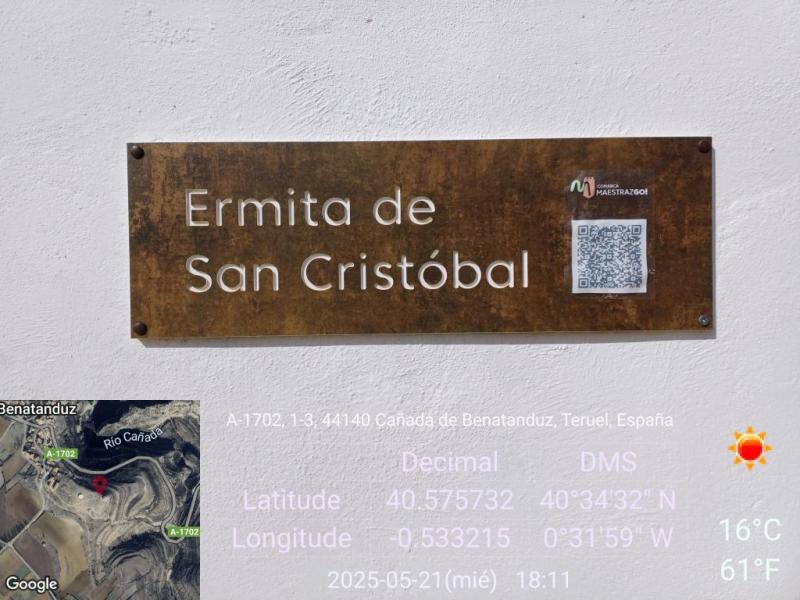 Ermita de
San Cristóbal
COMARCA
MAESTRAZGO!
Benatanduz
Río Cañada
A-1702
A-1702
Google
A-1702, 1-3, 44140 Cañada de Benatanduz, Teruel, España
Decimal DMS
Latitude 40.575732 40°34'32" N
Longitude -0.533215 0°31'59" W
2025-05-21(mié) 18:11
16°C
61°F